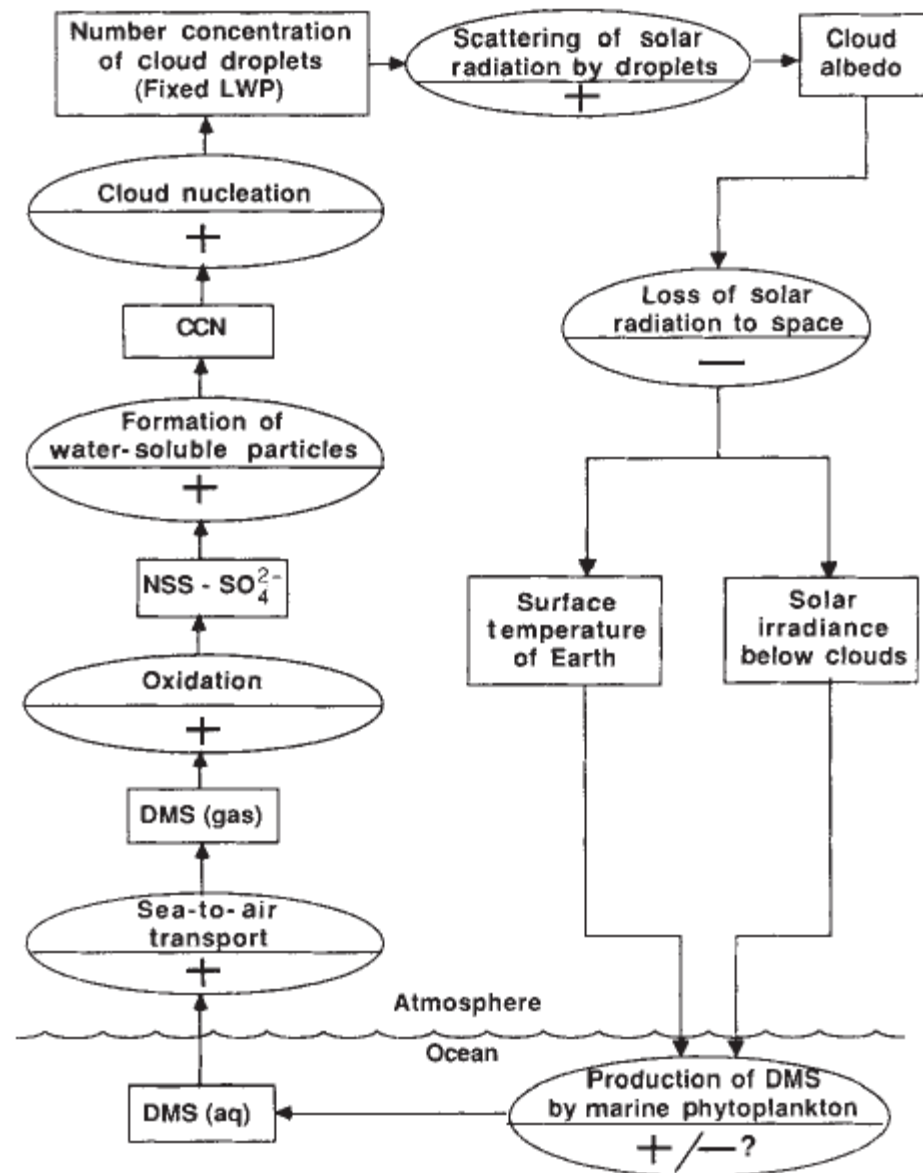 Number concentration
of cloud droplets
(Fixed LWP)
Scattering of solar
radiation by droplets
+
Cloud
albedo
Cloud nucleation
+
Loss of solar
radiation to space
—
CCN
Formation of
water-soluble particles
+
NSS - SO₄²⁻
Surface
temperature
of Earth
Solar
irradiance
below clouds
Oxidation
+
DMS (gas)
Sea-to-air
transport
+
Atmosphere
Ocean
DMS (aq)
Production of DMS
by marine phytoplankton
+/—?